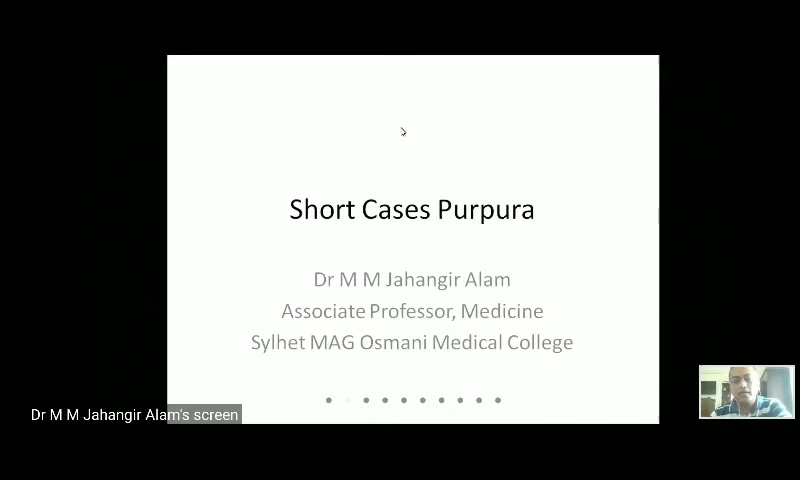 Short Cases Purpura
Dr M M Jahangir Alam
Associate Professor, Medicine
Sylhet MAG Osmani Medical College
Dr M M Jahangir Alam's screen